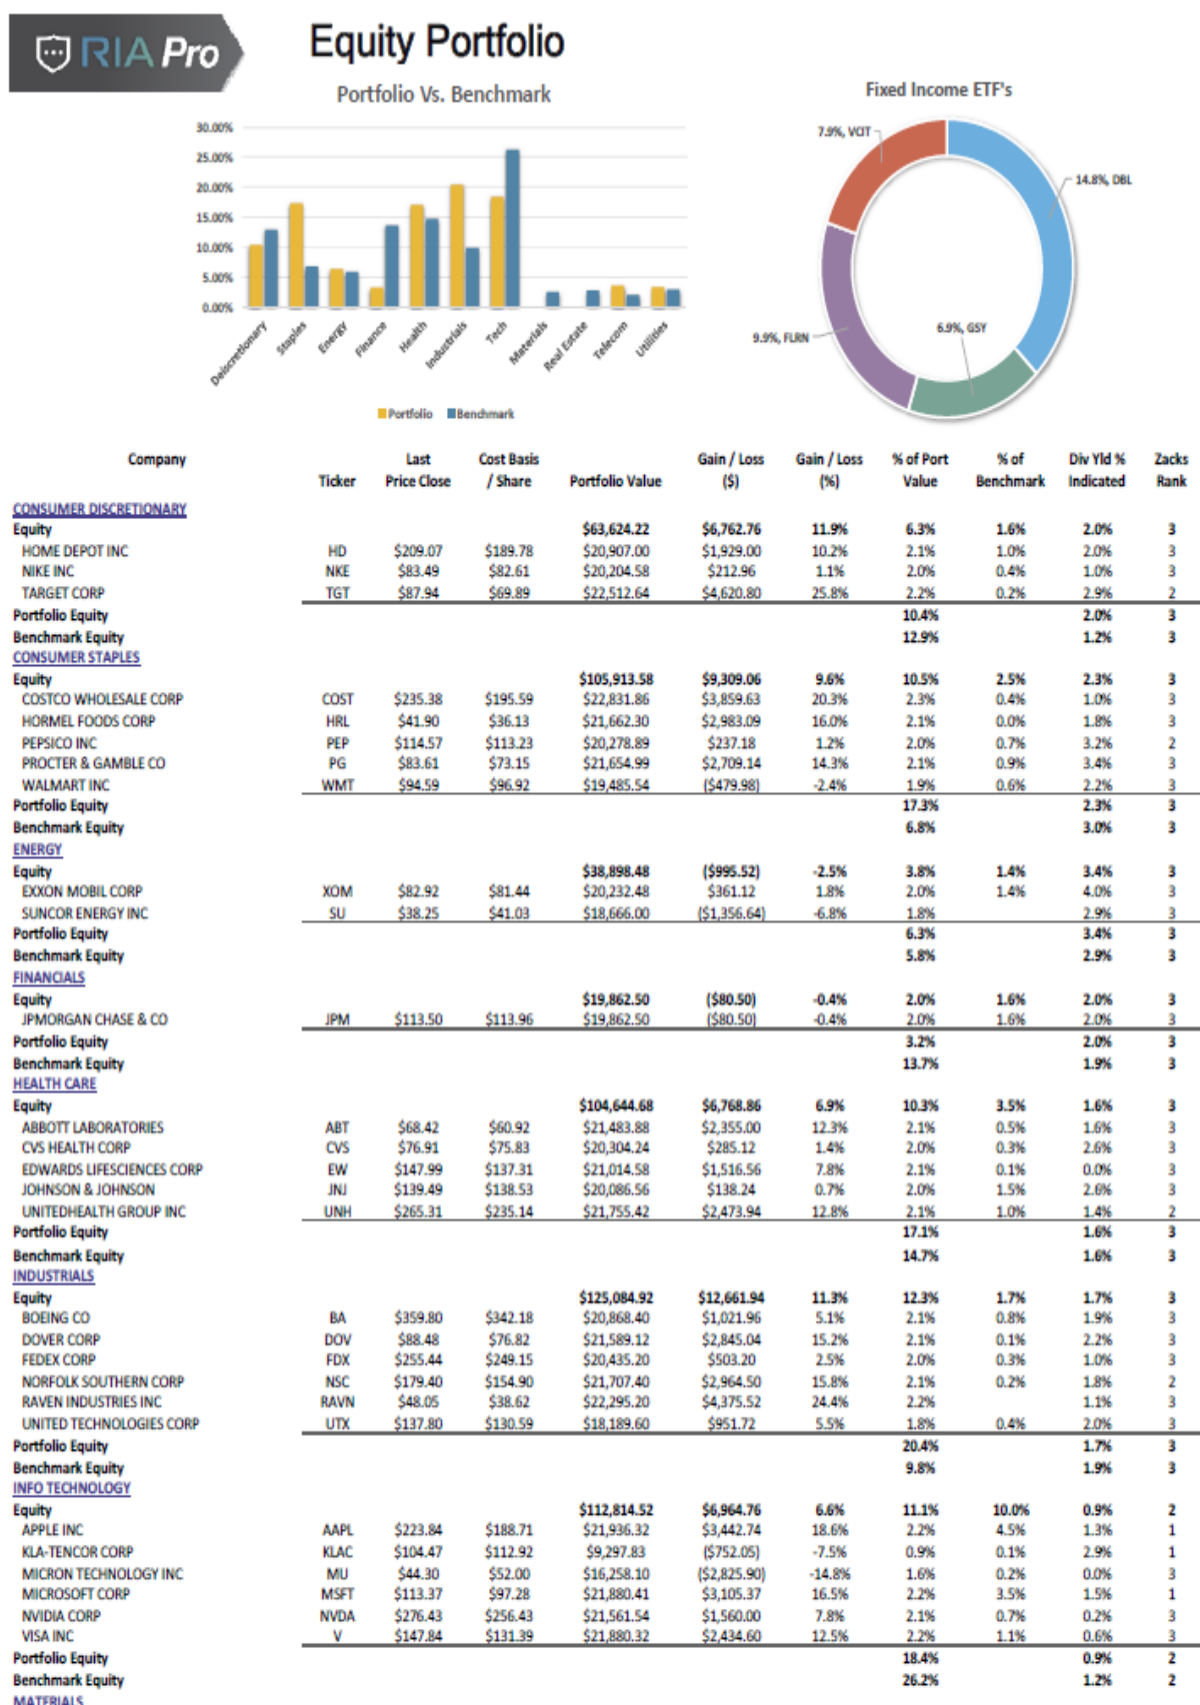 RIA Pro
Equity Portfolio
Portfolio Vs. Benchmark
30.00%
25.00%
20.00%
15.00%
10.00%
5.00%
0.00%
Deiscretionary
Staples
Energy
Finance
Health
Industrials
Tech
Materials
Real Estate
Telecom
Utilities
Portfolio Benchmark
Fixed Income ETF's
7.9%, VCIT
14.8%, DBL
6.9%, GSY
9.9%, FLRN
Company Last Cost Basis Gain / Loss Gain / Loss % of Port % of Div Yld % Zacks
Ticker Price Close / Share Portfolio Value ($) (%) Value Benchmark Indicated Rank
CONSUMER DISCRETIONARY
Equity $63,624.22 $6,762.76 11.9% 6.3% 1.6% 2.0% 3
HOME DEPOT INC HD $209.07 $189.78 $20,907.00 $1,929.00 10.2% 2.1% 1.0% 2.0% 3
NIKE INC NKE $83.49 $82.61 $20,204.58 $212.96 1.1% 2.0% 0.4% 1.0% 3
TARGET CORP TGT $87.94 $69.89 $22,512.64 $4,620.80 25.8% 2.2% 0.2% 2.9% 2
Portfolio Equity 10.4% 2.0% 3
Benchmark Equity 12.9% 1.2% 3
CONSUMER STAPLES
Equity $105,913.58 $9,309.06 9.6% 10.5% 2.5% 2.3% 3
COSTCO WHOLESALE CORP COST $235.38 $195.59 $22,831.86 $3,859.63 20.3% 2.3% 0.4% 1.0% 3
HORMEL FOODS CORP HRL $41.90 $36.13 $21,662.30 $2,983.09 16.0% 2.1% 0.0% 1.8% 3
PEPSICO INC PEP $114.57 $113.23 $20,278.89 $237.18 1.2% 2.0% 0.7% 3.2% 2
PROCTER & GAMBLE CO PG $83.61 $73.15 $21,654.99 $2,709.14 14.3% 2.1% 0.9% 3.4% 3
WALMART INC WMT $94.59 $96.92 $19,485.54 ($479.98) -2.4% 1.9% 0.6% 2.2% 3
Portfolio Equity 17.3% 2.3% 3
Benchmark Equity 6.8% 3.0% 3
ENERGY
Equity $38,898.48 ($995.52) -2.5% 3.8% 1.4% 3.4% 3
EXXON MOBIL CORP XOM $82.92 $81.44 $20,232.48 $361.12 1.8% 2.0% 1.4% 4.0% 3
SUNCOR ENERGY INC SU $38.25 $41.03 $18,666.00 ($1,356.64) -6.8% 1.8% 2.9% 3
Portfolio Equity 6.3% 3.4% 3
Benchmark Equity 5.8% 2.9% 3
FINANCIALS
Equity $19,862.50 ($80.50) -0.4% 2.0% 1.6% 2.0% 3
JPMORGAN CHASE & CO JPM $113.50 $113.96 $19,862.50 ($80.50) -0.4% 2.0% 1.6% 2.0% 3
Portfolio Equity 3.2% 2.0% 3
Benchmark Equity 13.7% 1.9% 3
HEALTH CARE
Equity $104,644.68 $6,768.86 6.9% 10.3% 3.5% 1.6% 3
ABBOTT LABORATORIES ABT $68.42 $60.92 $21,483.88 $2,355.00 12.3% 2.1% 0.5% 1.6% 3
CVS HEALTH CORP CVS $76.91 $75.83 $20,304.24 $285.12 1.4% 2.0% 0.3% 2.6% 3
EDWARDS LIFESCIENCES CORP EW $147.99 $137.31 $21,014.58 $1,516.56 7.8% 2.1% 0.1% 0.0% 3
JOHNSON & JOHNSON JNJ $139.49 $138.53 $20,086.56 $138.24 0.7% 2.0% 1.5% 2.6% 3
UNITEDHEALTH GROUP INC UNH $265.31 $235.14 $21,755.42 $2,473.94 12.8% 2.1% 1.0% 1.4% 2
Portfolio Equity 17.1% 1.6% 3
Benchmark Equity 14.7% 1.6% 3
INDUSTRIALS
Equity $125,084.92 $12,661.94 11.3% 12.3% 1.7% 1.7% 3
BOEING CO BA $359.80 $342.18 $20,868.40 $1,021.96 5.1% 2.1% 0.8% 1.9% 3
DOVER CORP DOV $88.48 $76.82 $21,589.12 $2,845.04 15.2% 2.1% 0.1% 2.2% 3
FEDEX CORP FDX $255.44 $249.15 $20,435.20 $503.20 2.5% 2.0% 0.3% 1.0% 3
NORFOLK SOUTHERN CORP NSC $179.40 $154.90 $21,707.40 $2,964.50 15.8% 2.1% 0.2% 1.8% 2
RAVEN INDUSTRIES INC RAVN $48.05 $38.62 $22,295.20 $4,375.52 24.4% 2.2% 1.1% 3
UNITED TECHNOLOGIES CORP UTX $137.80 $130.59 $18,189.60 $951.72 5.5% 1.8% 0.4% 2.0% 3
Portfolio Equity 20.4% 1.7% 3
Benchmark Equity 9.8% 1.9% 3
INFO TECHNOLOGY
Equity $112,814.52 $6,964.76 6.6% 11.1% 10.0% 0.9% 2
APPLE INC AAPL $223.84 $188.71 $21,936.32 $3,442.74 18.6% 2.2% 4.5% 1.3% 1
KLA-TENCOR CORP KLAC $104.47 $112.92 $9,297.83 ($752.05) -7.5% 0.9% 0.1% 2.9% 1
MICRON TECHNOLOGY INC MU $44.30 $52.00 $16,258.10 ($2,825.90) -14.8% 1.6% 0.2% 0.0% 3
MICROSOFT CORP MSFT $113.37 $97.28 $21,880.41 $3,105.37 16.5% 2.2% 3.5% 1.5% 1
NVIDIA CORP NVDA $276.43 $256.43 $21,561.54 $1,560.00 7.8% 2.1% 0.7% 0.2% 3
VISA INC V $147.84 $131.39 $21,880.32 $2,434.60 12.5% 2.2% 1.1% 0.6% 3
Portfolio Equity 18.4% 0.9% 2
Benchmark Equity 26.2% 1.2% 2
MATERIALS